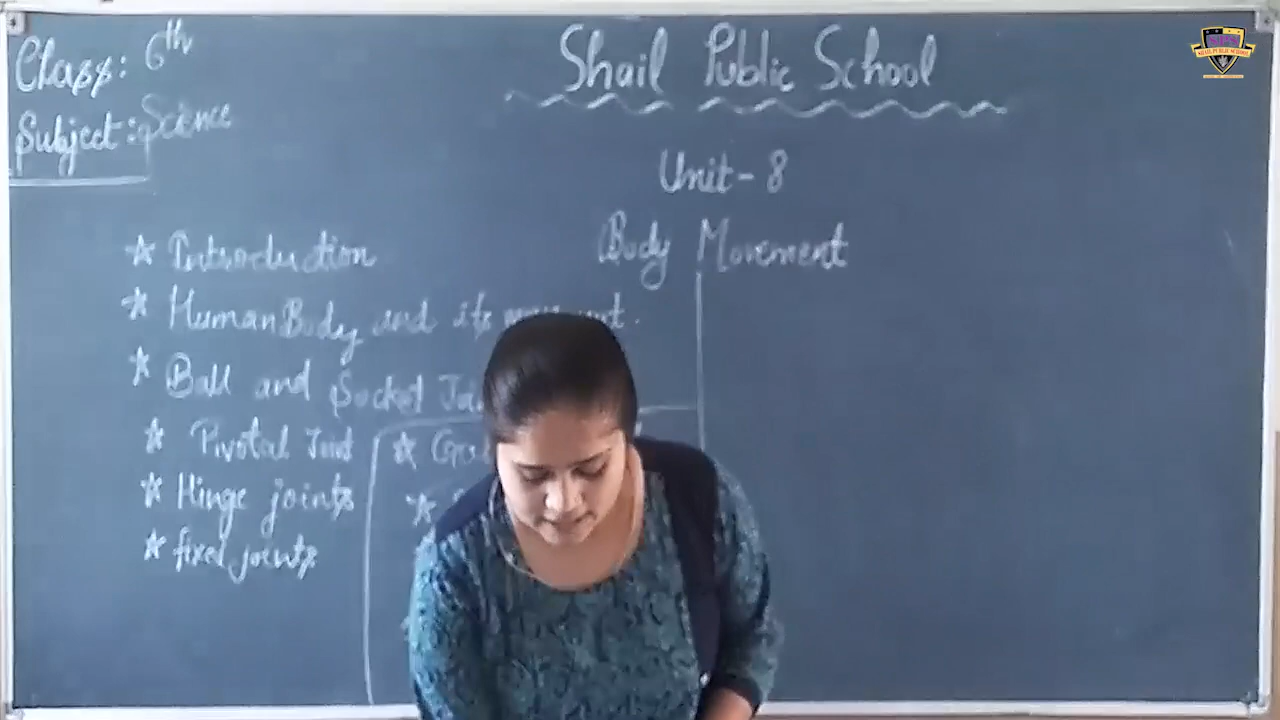 Class: 6th
Subject: Science
Shail Public School
Unit - 8
Body Movement
☆ Introduction
☆ Human Body and its
☆ Ball and Socket
☆ Pivotal Joint
☆ Hinge joints
☆ fixed joints